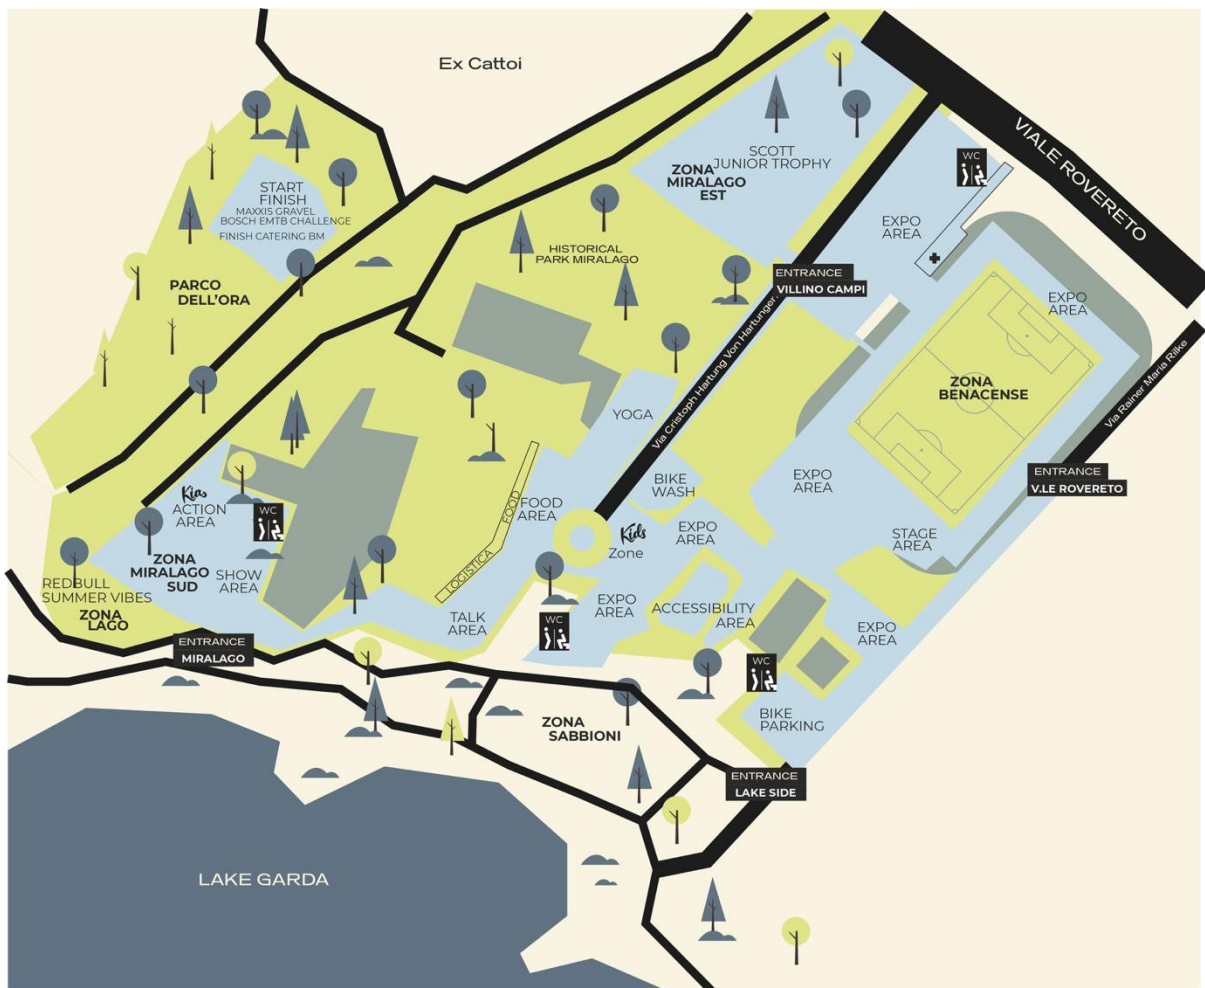 Ex Cattoi
VIALE ROVERETO
START
FINISH
MAXXIS GRAVEL
BOSCH EMTB CHALLENGE
FINISH CATERING BM
SCOTT
JUNIOR TROPHY
ZONA
MIRALAGO
EST
WC
EXPO
AREA
HISTORICAL
PARK MIRALAGO
ENTRANCE
VILLINO CAMPI
PARCO
DELL'ORA
EXPO
AREA
Via Cristoph Hartung Von Hartungen
Via Rainer Maria Rilke
ZONA
BENACENSE
YOGA
ENTRANCE
V.LE ROVERETO
BIKE
WASH
EXPO
AREA
Kias
ACTION
AREA
WC
FOOD
LOGISTICA
FOOD
AREA
Kids
Zone
EXPO
AREA
STAGE
AREA
ZONA
MIRALAGO
SUD
SHOW
AREA
REDBULL
SUMMER VIBES
ZONA
LAGO
TALK
AREA
EXPO
AREA
WC
ACCESSIBILITY
AREA
EXPO
AREA
ENTRANCE
MIRALAGO
WC
ZONA
SABBIONI
BIKE
PARKING
ENTRANCE
LAKE SIDE
LAKE GARDA